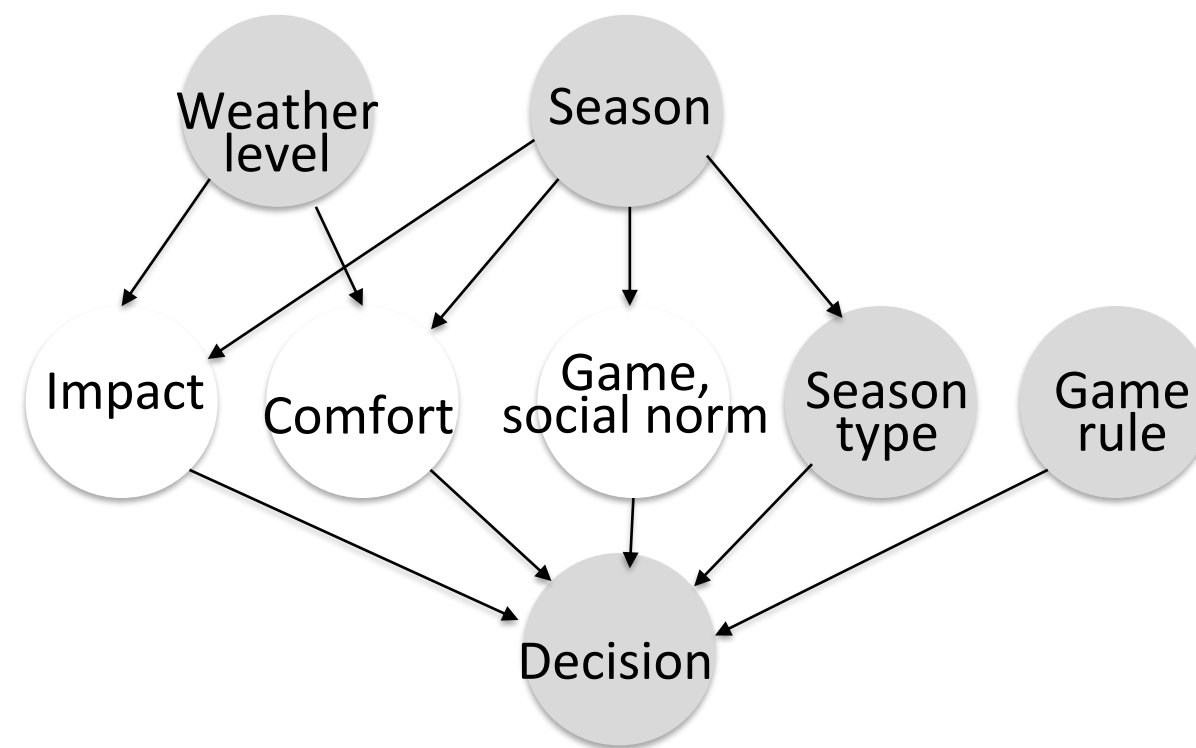 Weather
level
Season
Impact
Comfort
Game,
social norm
Season
type
Game
rule
Decision